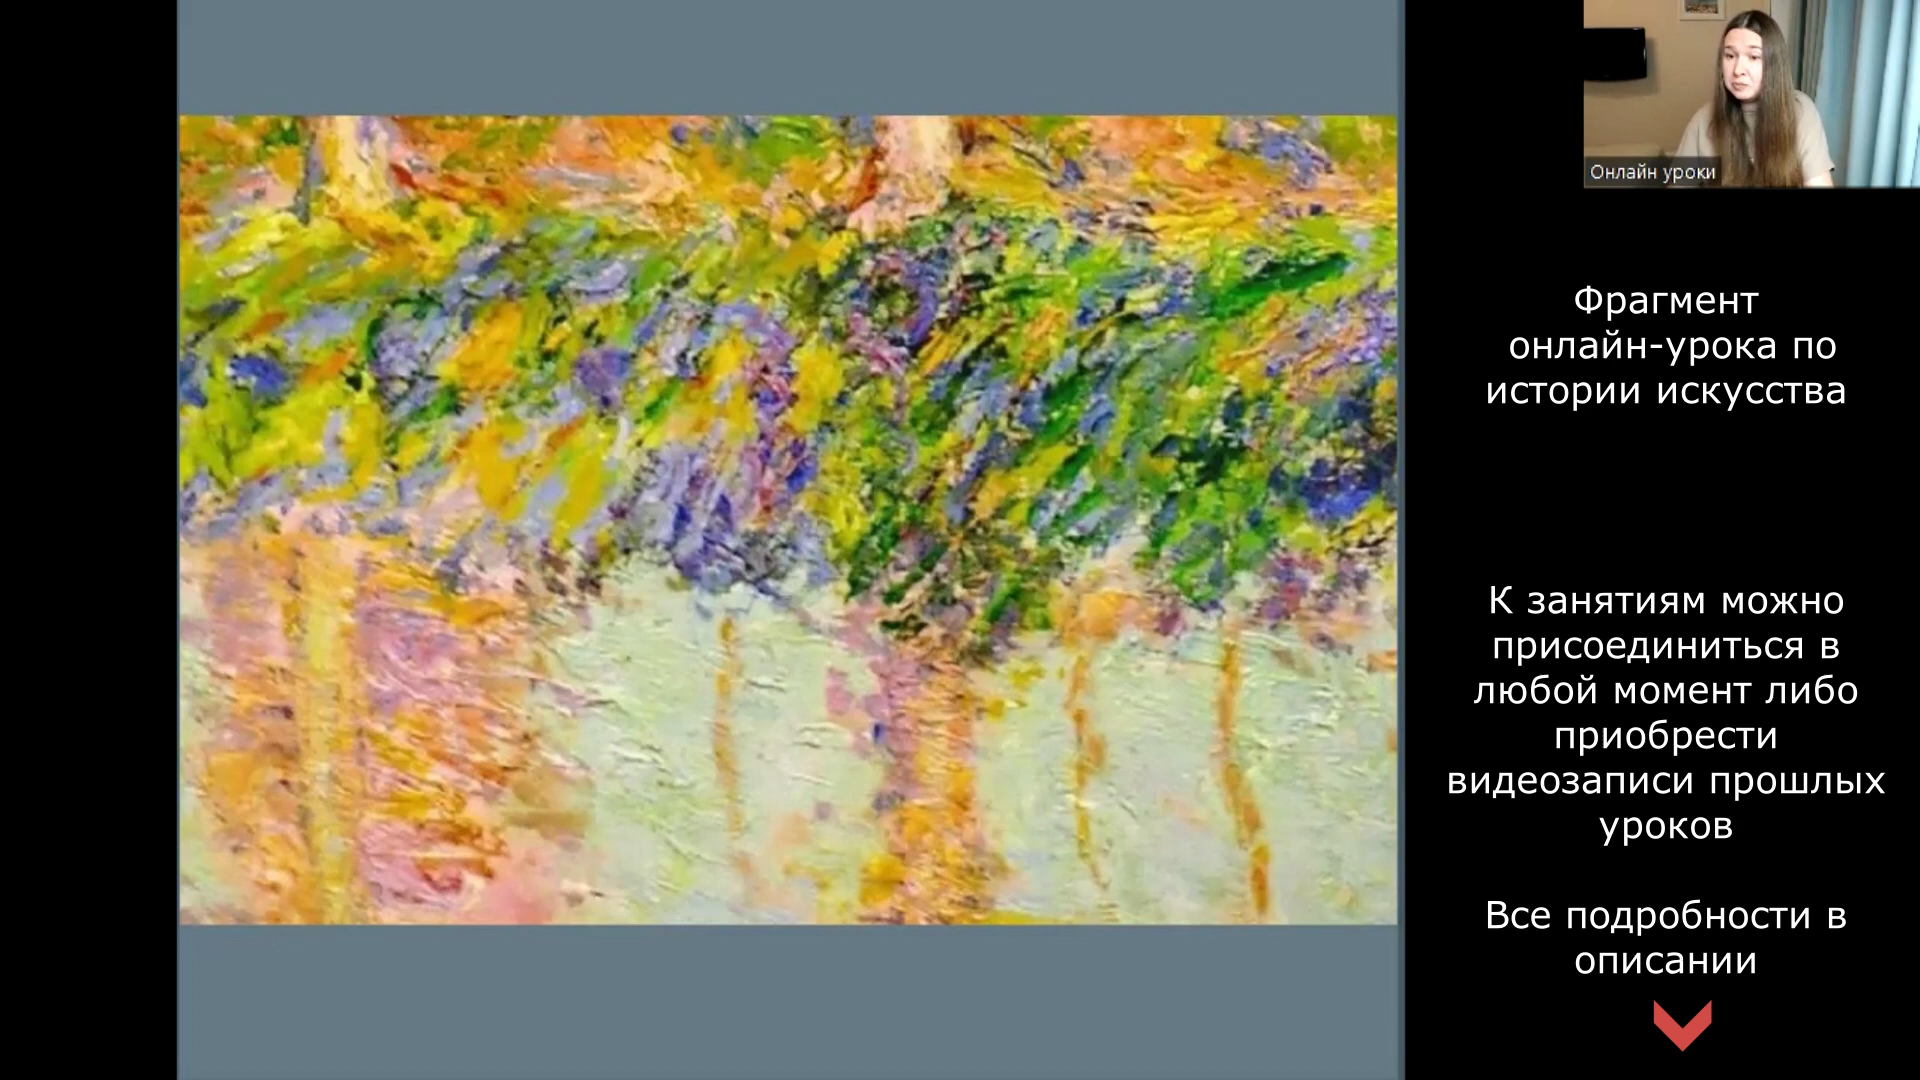 Онлайн уроки
Фрагмент
онлайн-урока по
истории искусства
К занятиям можно
присоединиться в
любой момент либо
приобрести
видеозаписи прошлых
уроков
Все подробности в
описании